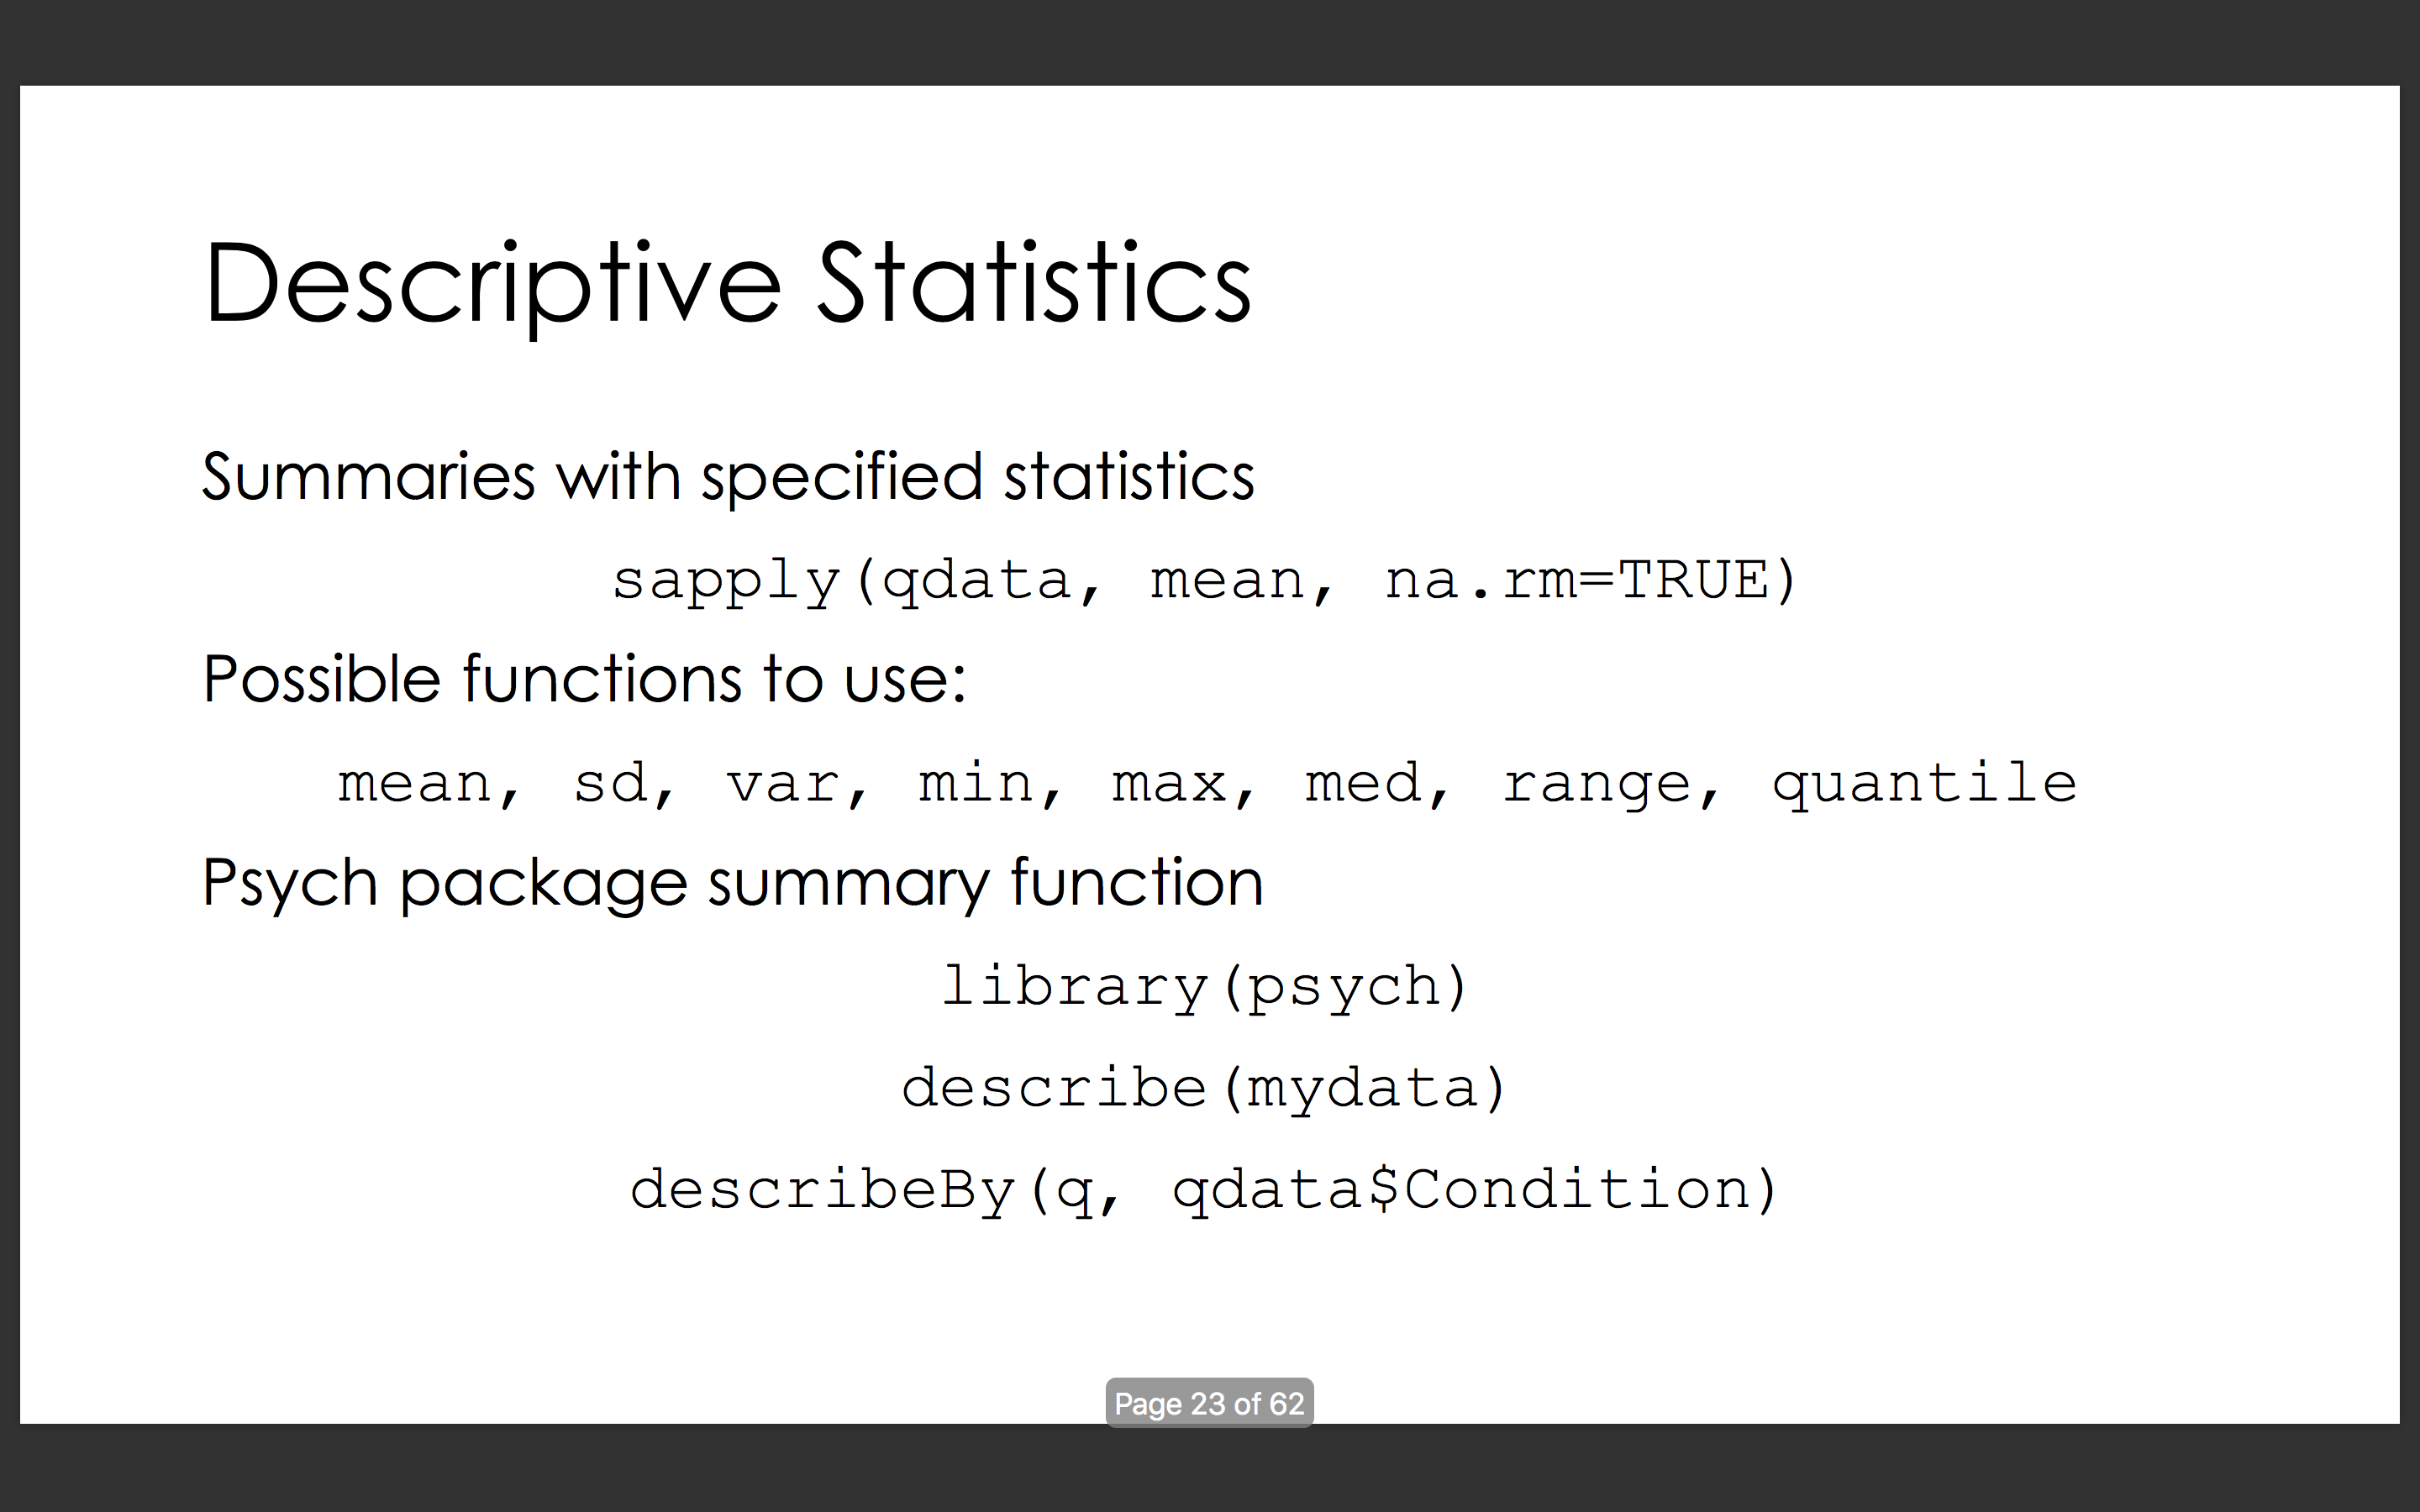 Descriptive Statistics
Summaries with specified statistics
sapply(qdata, mean, na.rm=TRUE)
Possible functions to use:
mean, sd, var, min, max, med, range, quantile
Psych package summary function
library(psych)
describe(mydata)
describeBy(q, qdata$Condition)
Page 23 of 62